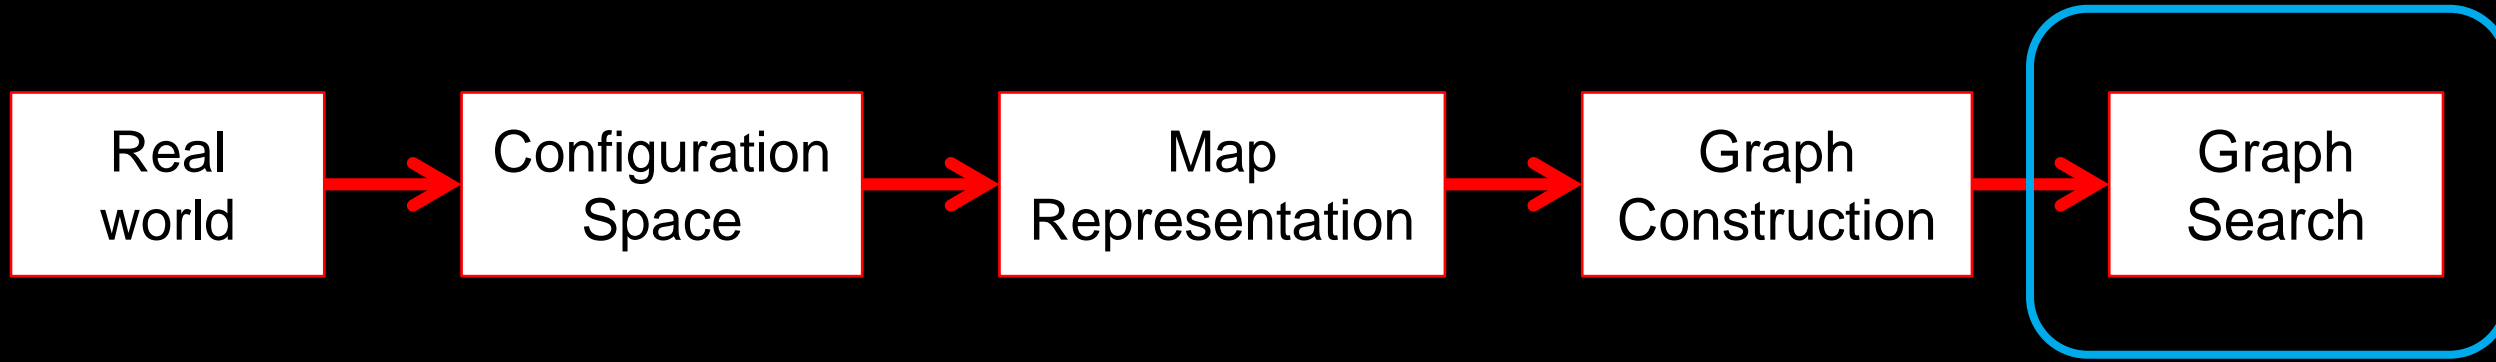 Real
world
Configuration
Space
Map
Representation
Graph
Construction
Graph
Search